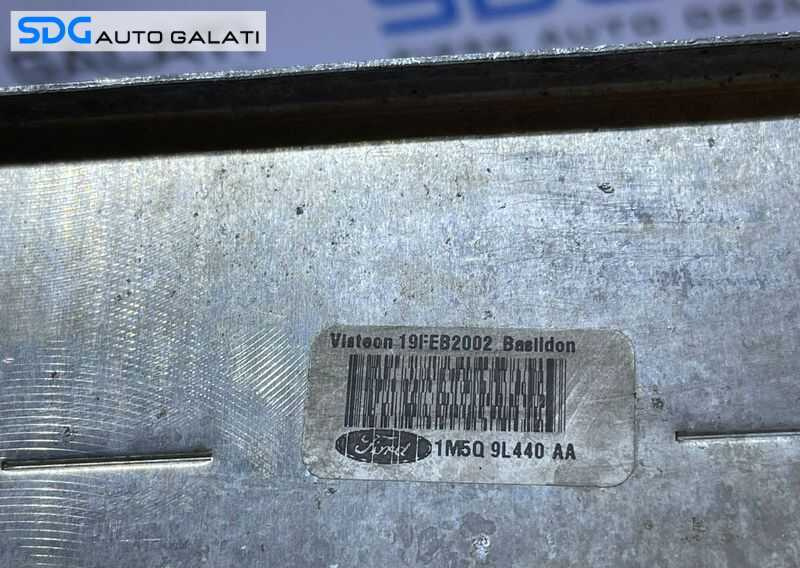 SDG AUTO GALATI
Visteon 19FEB2002 Basildon
Ford 1M5Q 9L440 AA